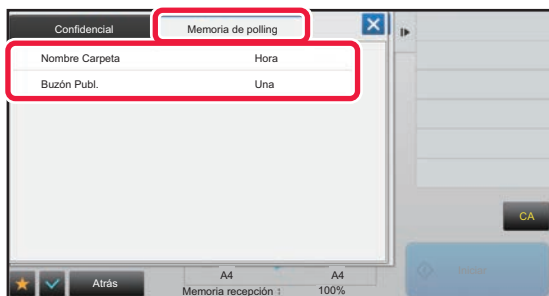 Confidencial Memoria de polling
Nombre Carpeta Hora
Buzón Publ. Una
CA
A4 A4
Atrás
Memoria recepción : 100%